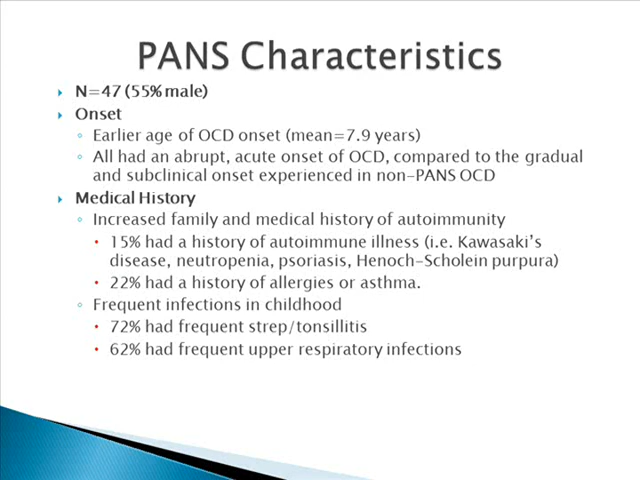 PANS Characteristics
N=47 (55% male)
Onset
Earlier age of OCD onset (mean=7.9 years)
All had an abrupt, acute onset of OCD, compared to the gradual
and subclinical onset experienced in non-PANS OCD
Medical History
Increased family and medical history of autoimmunity
15% had a history of autoimmune illness (i.e. Kawasaki's
disease, neutropenia, psoriasis, Henoch-Scholein purpura)
22% had a history of allergies or asthma.
Frequent infections in childhood
72% had frequent strep/tonsillitis
62% had frequent upper respiratory infections